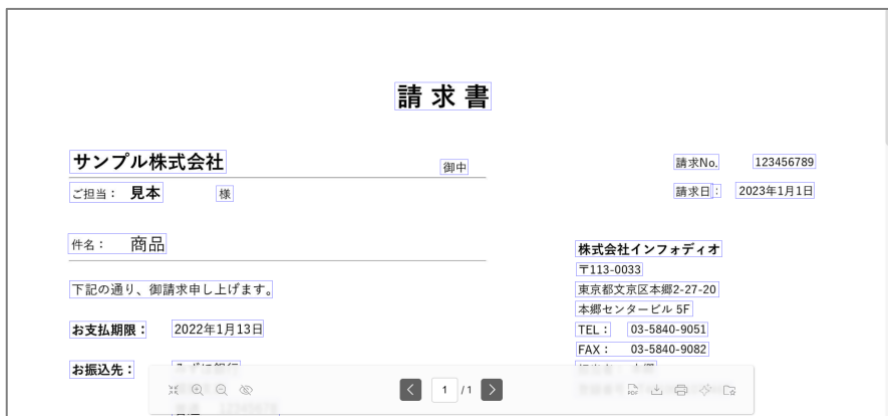 請求書
サンプル株式会社 御中
ご担当： 見本 様
件名： 商品
下記の通り、御請求申し上げます。
お支払期限： 2022年1月13日
お振込先：
請求No. 123456789
請求日： 2023年1月1日
株式会社インフォディオ
〒113-0033
東京都文京区本郷2-27-20
本郷センタービル 5F
TEL： 03-5840-9051
FAX： 03-5840-9082
1 /1
PDF